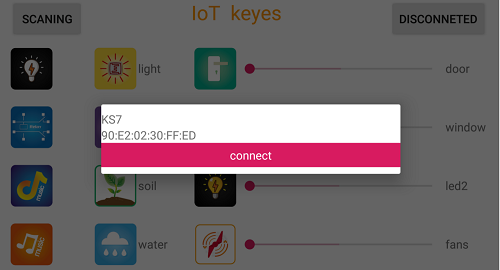 SCANING
IoT keyes
DISCONNETED
light
door
KS7
90:E2:02:30:FF:ED
window
connect
soil
led2
MUSIC
water
fans